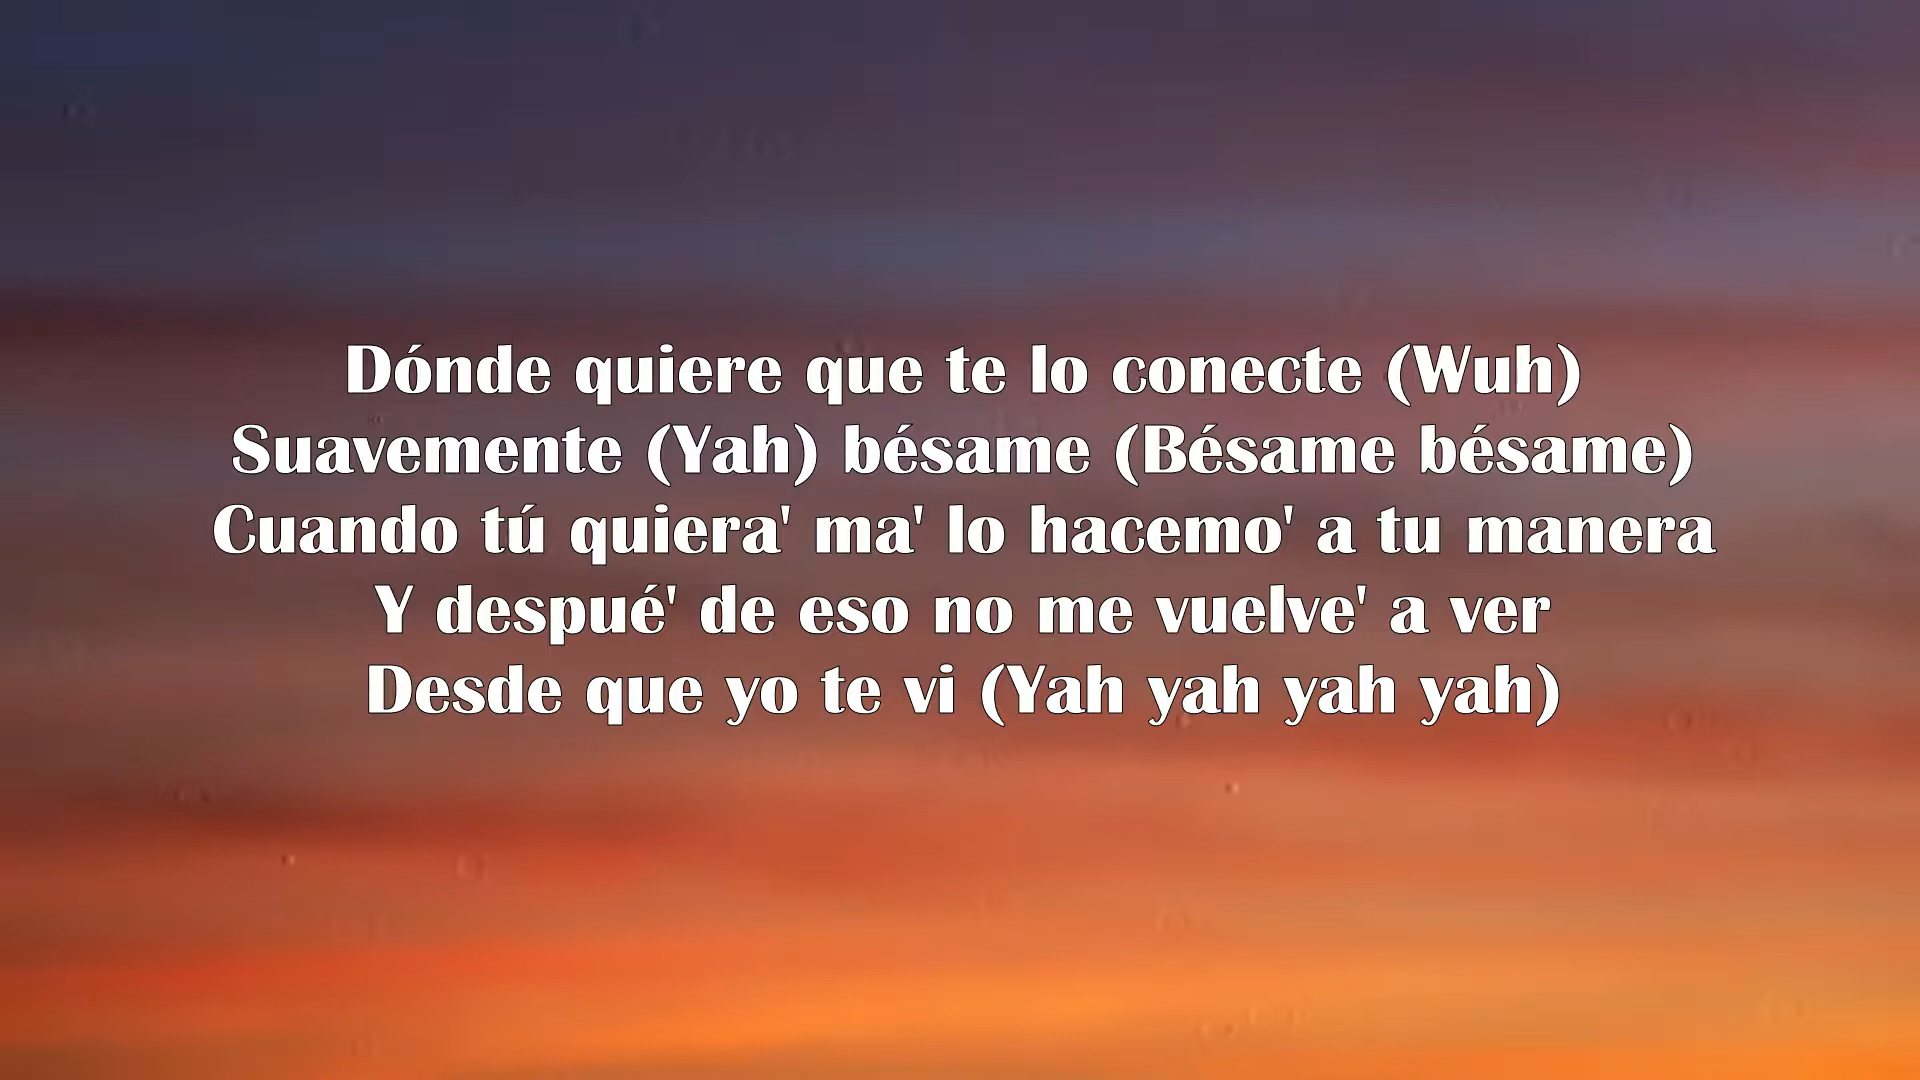 Dónde quiere que te lo conecte (Wuh)
Suavemente (Yah) bésame (Bésame bésame)
Cuando tú quiera' ma' lo hacemo' a tu manera
Y despué' de eso no me vuelve' a ver
Desde que yo te vi (Yah yah yah yah)